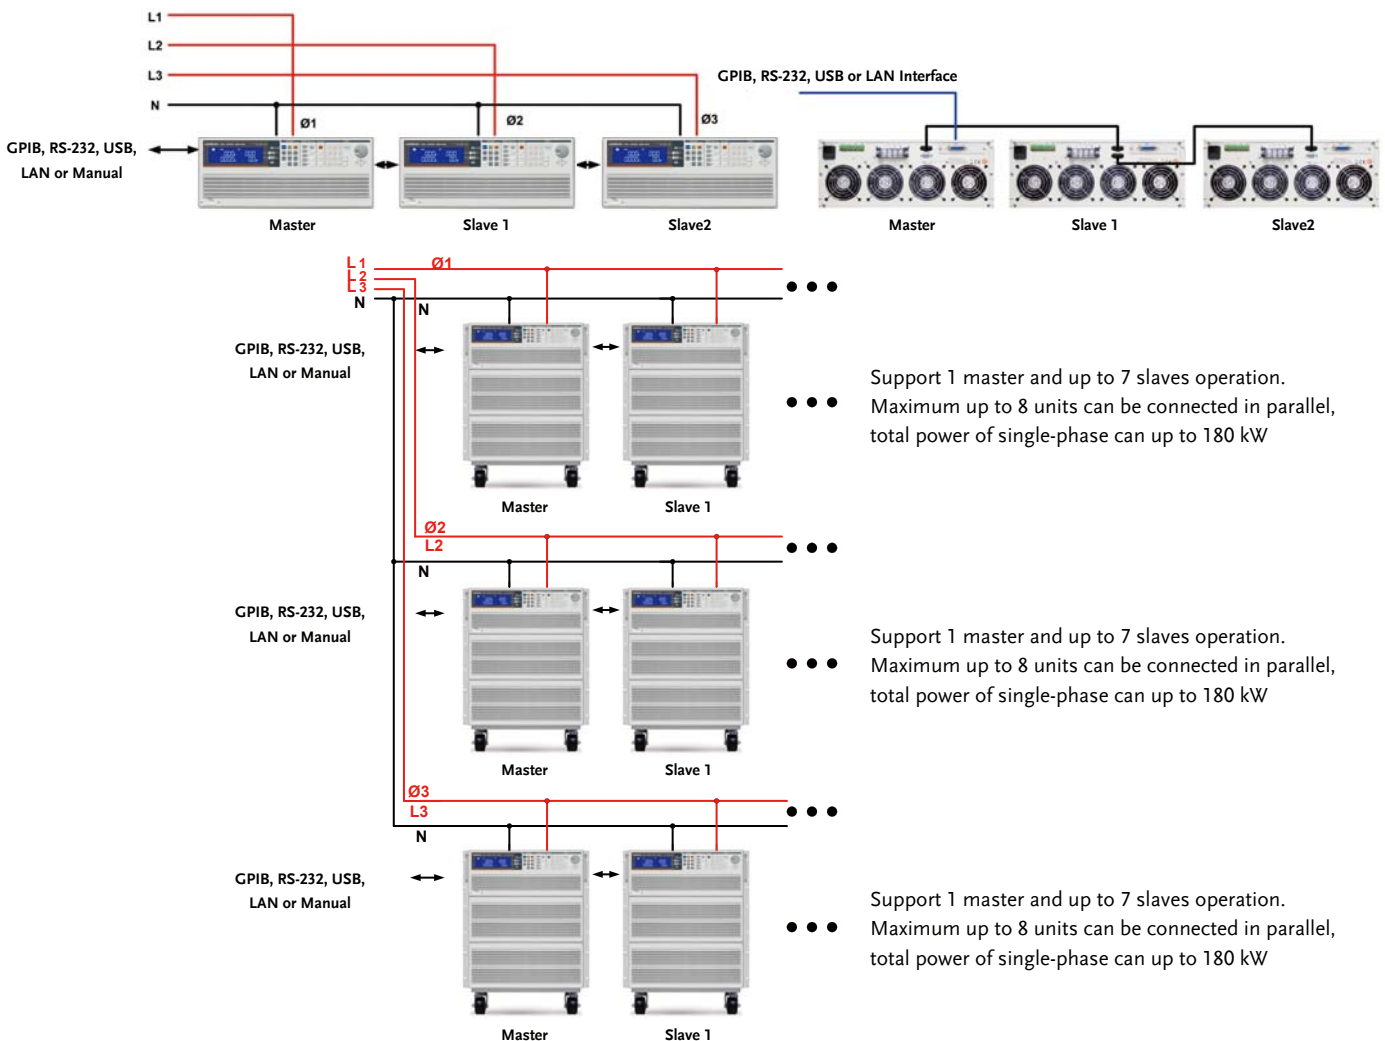 L1
L2
L3
N
Ø1
Ø2
Ø3
GPIB, RS-232, USB,
LAN or Manual
Master
Slave 1
Slave2
GPIB, RS-232, USB or LAN Interface
Master
Slave 1
Slave2
L1
L2
L3
N
Ø1
N
GPIB, RS-232, USB,
LAN or Manual
Master
Slave 1
Support 1 master and up to 7 slaves operation.
Maximum up to 8 units can be connected in parallel,
total power of single-phase can up to 180 kW
Ø2
L2
N
GPIB, RS-232, USB,
LAN or Manual
Master
Slave 1
Support 1 master and up to 7 slaves operation.
Maximum up to 8 units can be connected in parallel,
total power of single-phase can up to 180 kW
Ø3
L3
N
GPIB, RS-232, USB,
LAN or Manual
Master
Slave 1
Support 1 master and up to 7 slaves operation.
Maximum up to 8 units can be connected in parallel,
total power of single-phase can up to 180 kW